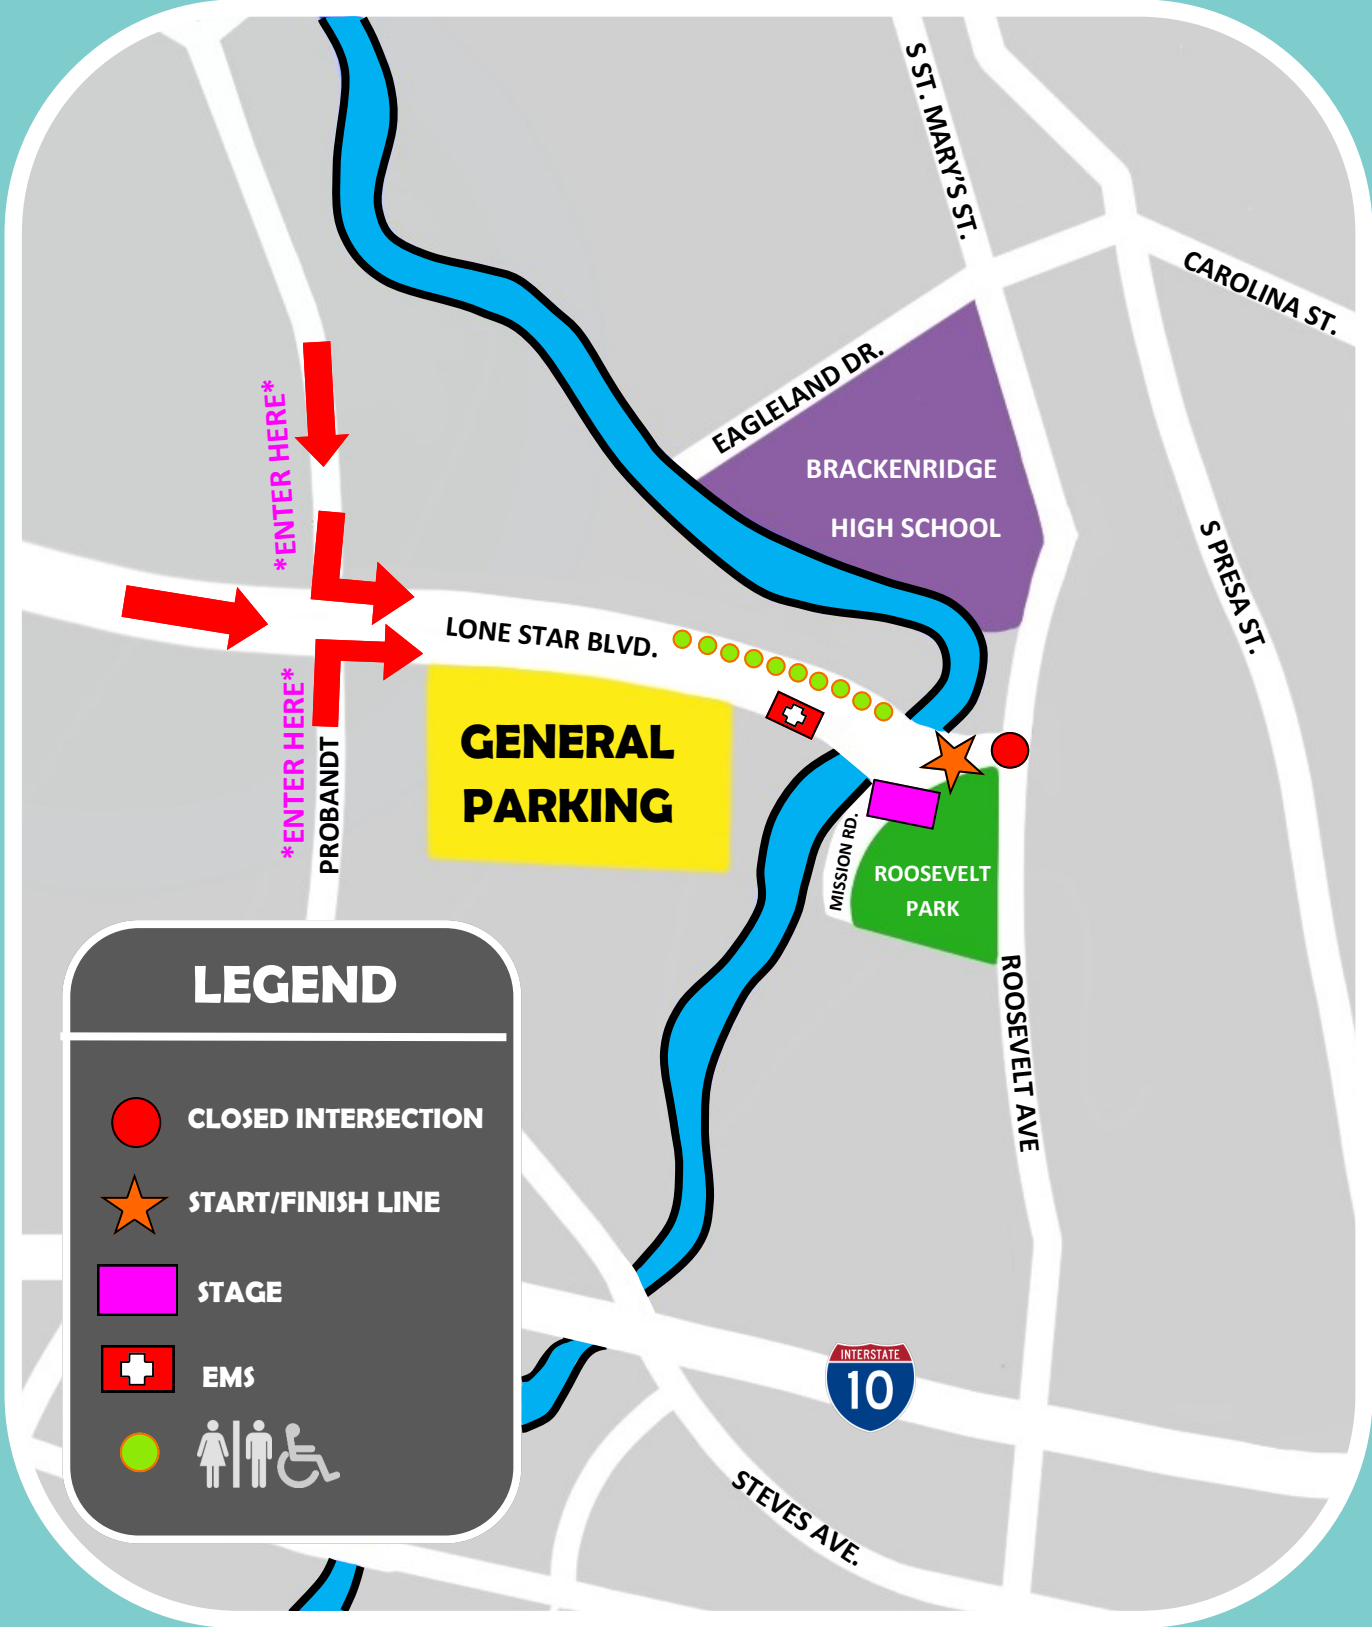 S ST. MARY'S ST.
CAROLINA ST.
EAGLELAND DR.
*ENTER HERE*
BRACKENRIDGE
HIGH SCHOOL
S PRESA ST.
LONE STAR BLVD.
*ENTER HERE*
PROBANDT
GENERAL
PARKING
MISSION RD.
ROOSEVELT
PARK
ROOSEVELT AVE
LEGEND
CLOSED INTERSECTION
START/FINISH LINE
STAGE
EMS
INTERSTATE
10
STEVES AVE.